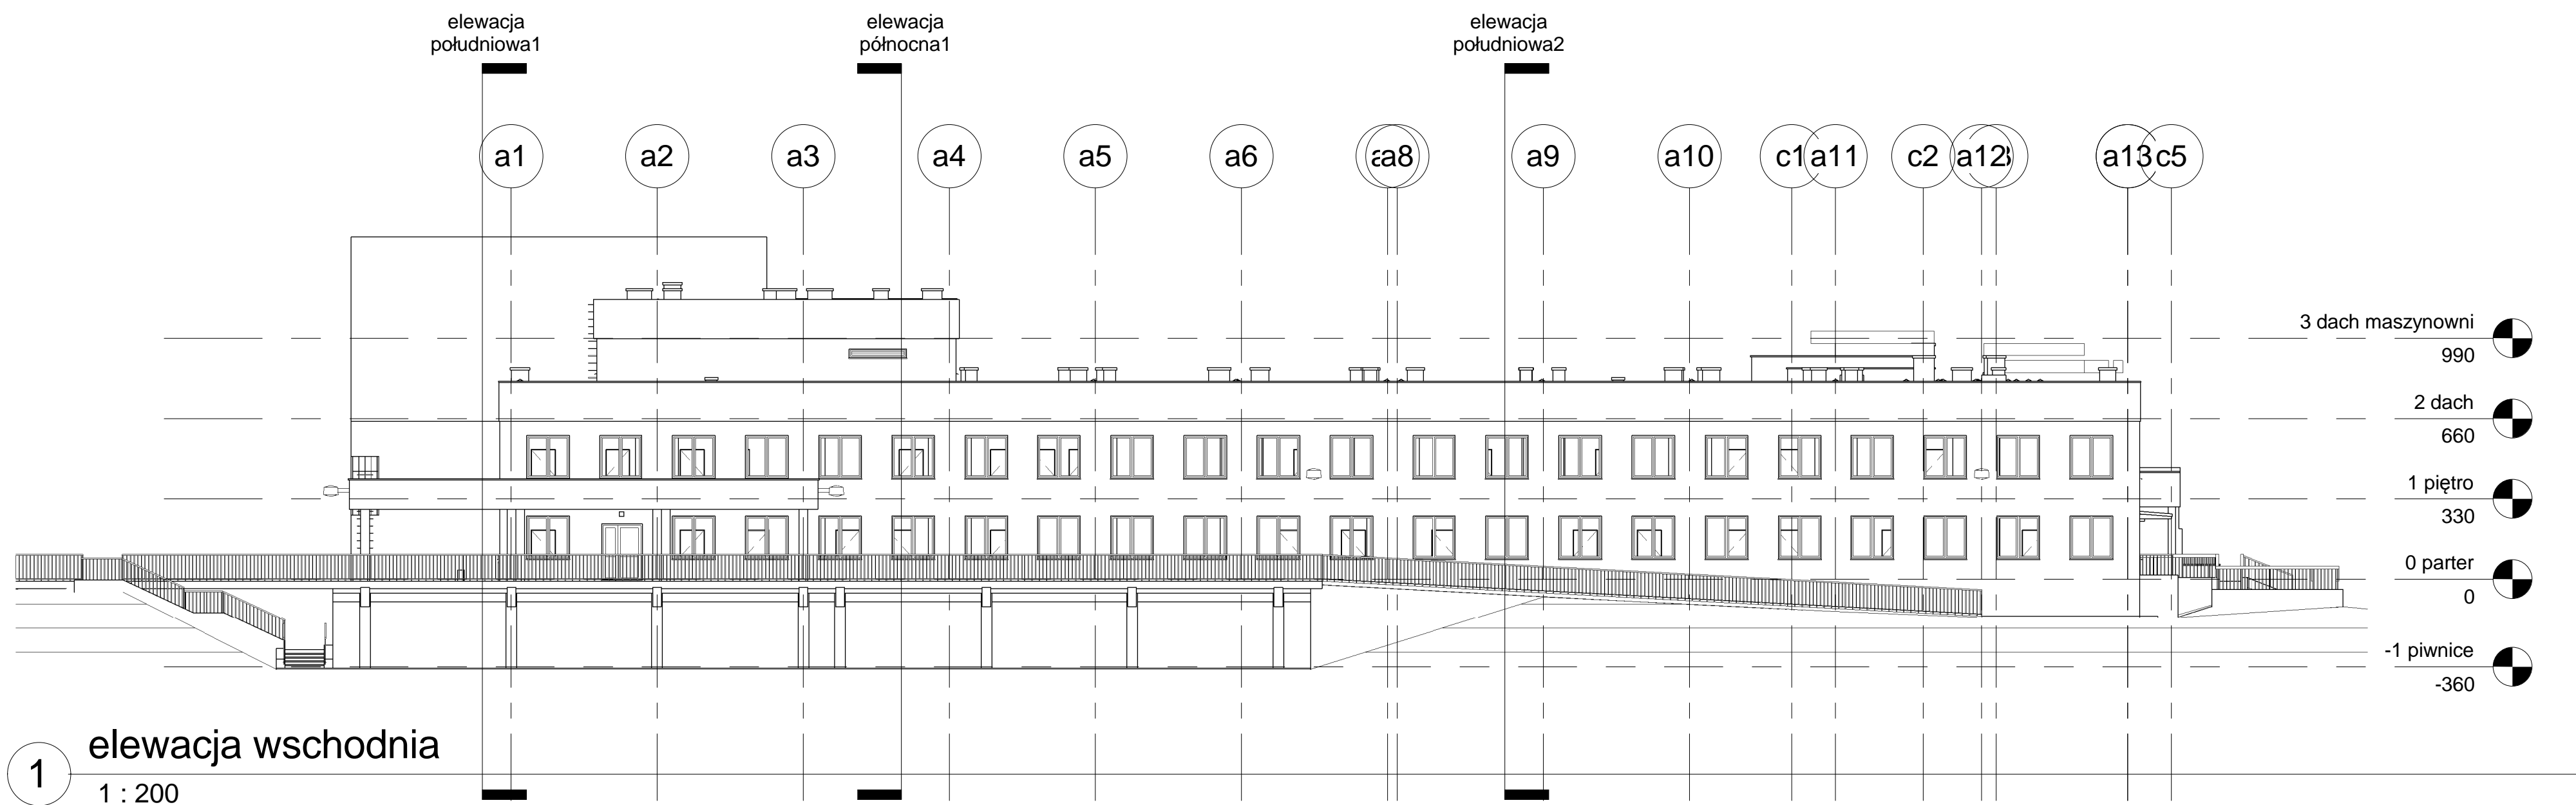 elewacja
południowa1
elewacja
północna1
elewacja
południowa2
a1
a2
a3
a4
a5
a6
a8
a9
a10
c1
a11
c2
a12
a13
c5
3 dach maszynowni
990
2 dach
660
1 piętro
330
0 parter
0
-1 piwnice
-360
1
elewacja wschodnia
1 : 200